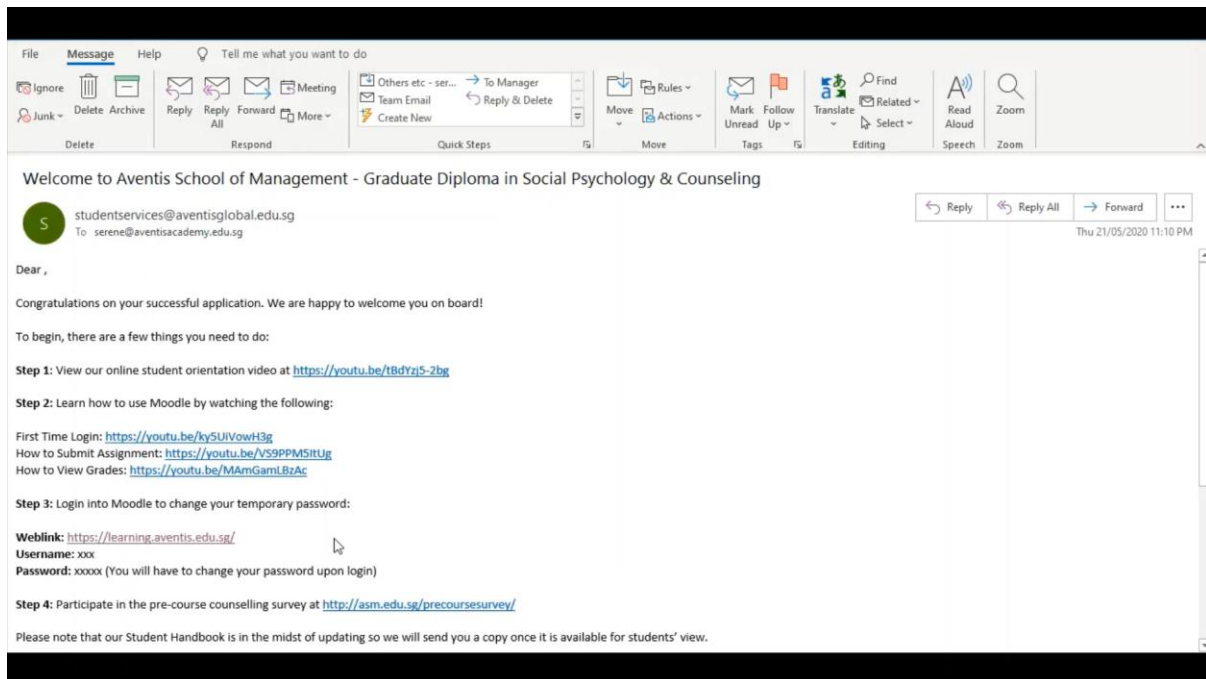 File Message Help Tell me what you want to do
Ignore
Junk
Delete Archive
Reply Reply All Forward
Meeting
More
Others etc - ser... To Manager
Team Email Reply & Delete
Create New
Move
Rules
Actions
Mark Unread Follow Up
Translate
Find
Related
Select
Read Aloud
Zoom
Delete Respond Quick Steps Move Tags Editing Speech Zoom
Welcome to Aventis School of Management - Graduate Diploma in Social Psychology & Counseling
S
studentservices@aventisglobal.edu.sg
To serene@aventisacademy.edu.sg
Reply Reply All Forward ...
Thu 21/05/2020 11:10 PM
Dear ,
Congratulations on your successful application. We are happy to welcome you on board!
To begin, there are a few things you need to do:
Step 1: View our online student orientation video at https://youtu.be/tBdYzj5-2bg
Step 2: Learn how to use Moodle by watching the following:
First Time Login: https://youtu.be/ky5UiVowH3g
How to Submit Assignment: https://youtu.be/VS9PPM5ItUg
How to View Grades: https://youtu.be/MAmGamLBzAc
Step 3: Login into Moodle to change your temporary password:
Weblink: https://learning.aventis.edu.sg/
Username: xxx
Password: xxxxx (You will have to change your password upon login)
Step 4: Participate in the pre-course counselling survey at http://asm.edu.sg/precoursesurvey/
Please note that our Student Handbook is in the midst of updating so we will send you a copy once it is available for students' view.